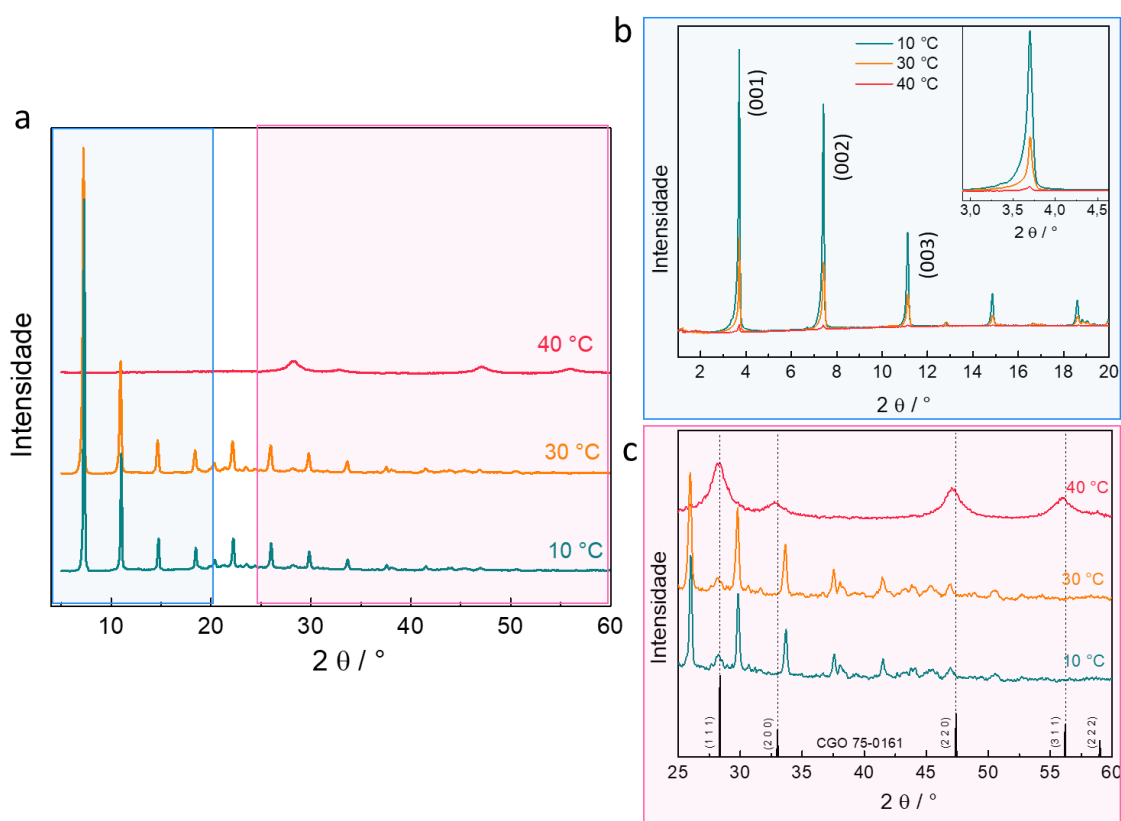 a
Intensidade
40 °C
30 °C
10 °C
10 20 30 40 50 60
2 θ / °
b
Intensidade
10 °C
30 °C
40 °C
(001)
(002)
(003)
3,0 3,5 4,0 4,5
2 θ / °
2 4 6 8 10 12 14 16 18 20
2 θ / °
c
Intensidade
40 °C
30 °C
10 °C
(1 1 1)
(2 0 0)
CGO 75-0161
(2 2 0)
(3 1 1)
(2 2 2)
25 30 35 40 45 50 55 60
2 θ / °